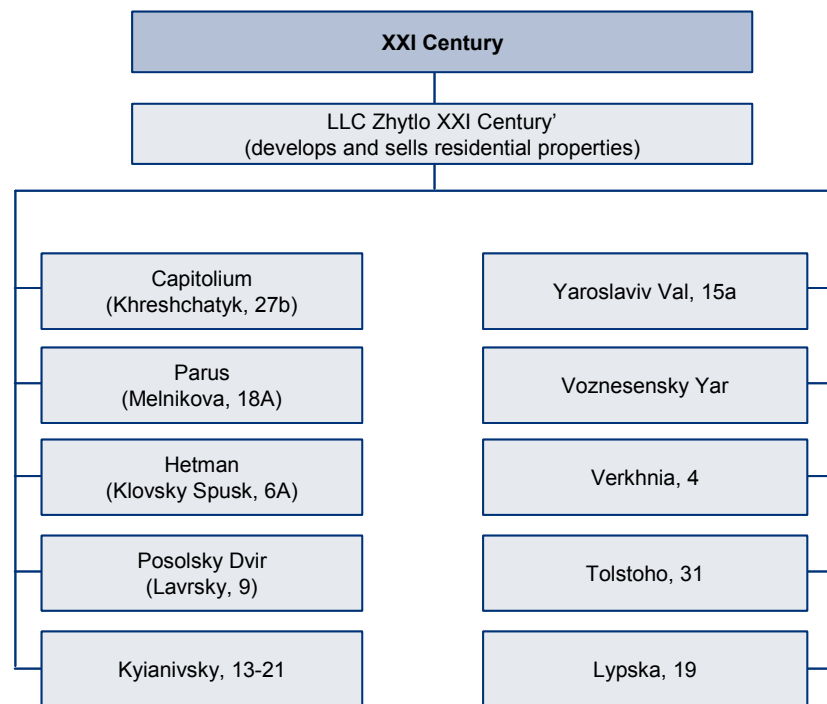 XXI Century
LLC Zhytlo XXI Century’
(develops and sells residential properties)
Capitolium
(Khreshchatyk, 27b)
Parus
(Melnikova, 18A)
Hetman
(Klovsky Spusk, 6A)
Posolsky Dvir
(Lavrsky, 9)
Kyianivsky, 13-21
Yaroslaviv Val, 15a
Voznesensky Yar
Verkhnia, 4
Tolstoho, 31
Lypska, 19